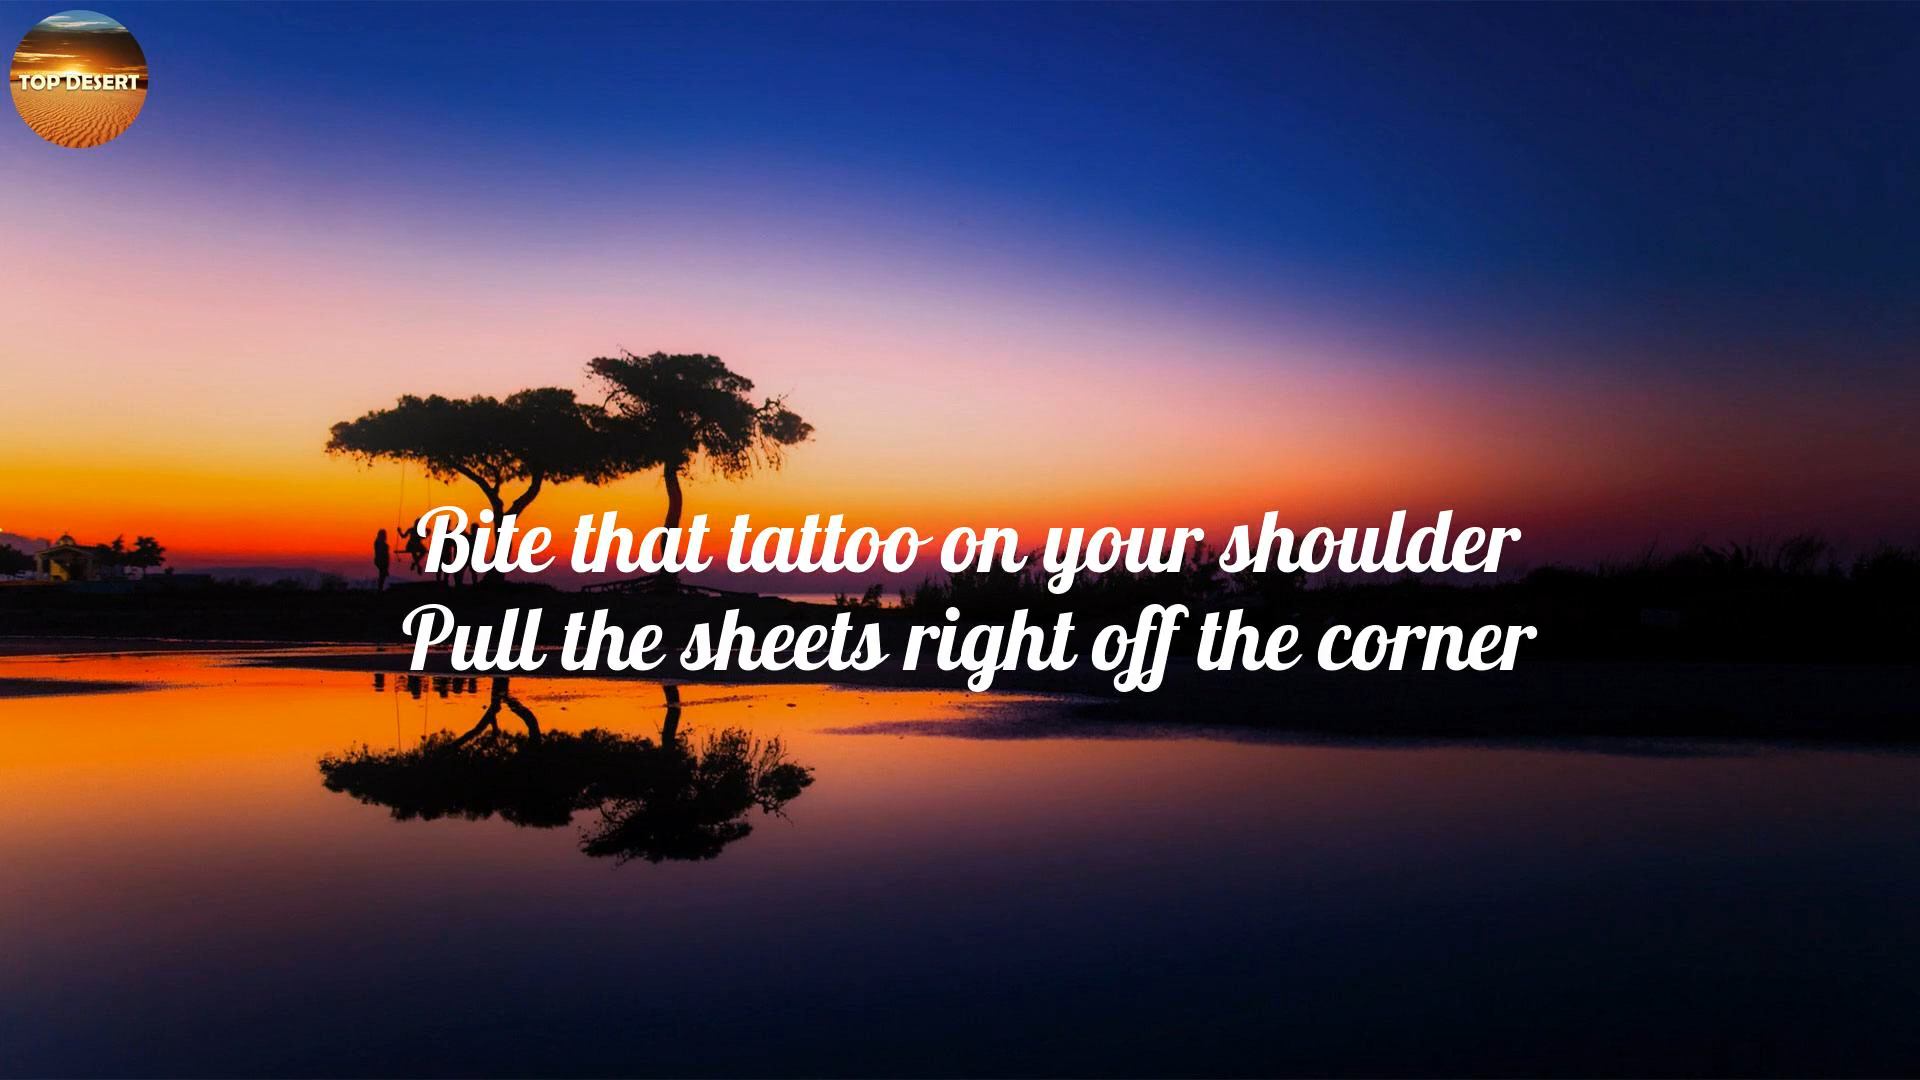 TOP DESERT
Bite that tattoo on your shoulder
Pull the sheets right off the corner